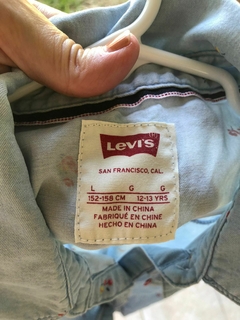 Levi's
SAN FRANCISCO, CAL.
L G G
152-158 CM 12-13 YRS
MADE IN CHINA
FABRIQUÉ EN CHINE
HECHO EN CHINA